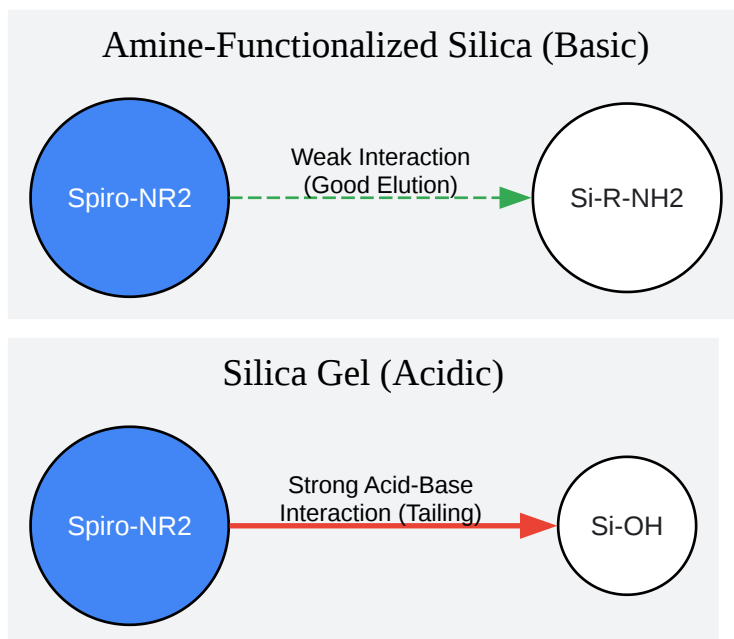 Amine-Functionalized Silica (Basic)
Spiro-NR2
Weak Interaction
(Good Elution)
Si-R-NH2
Silica Gel (Acidic)
Spiro-NR2
Strong Acid-Base
Interaction (Tailing)
Si-OH